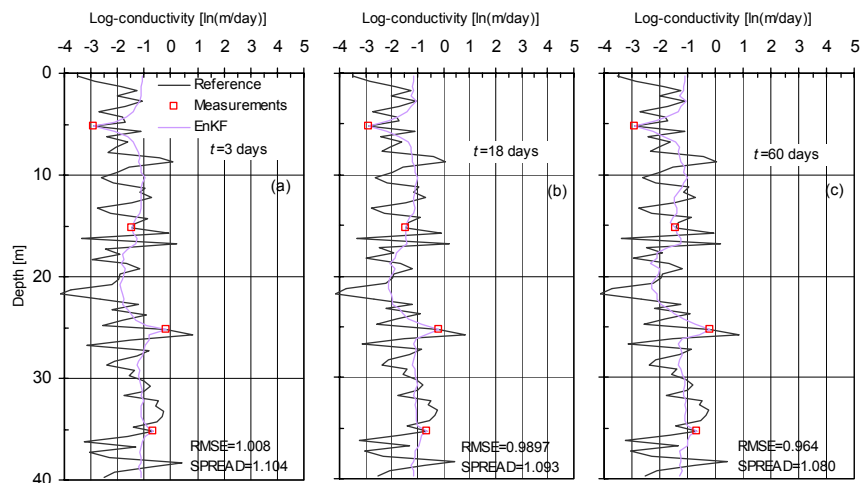 Log-conductivity [ln(m/day)] Log-conductivity [ln(m/day)] Log-conductivity [ln(m/day)]
-4 -3 -2 -1 0 1 2 3 4 5 -4 -3 -2 -1 0 1 2 3 4 5 -4 -3 -2 -1 0 1 2 3 4 5
0
Reference
Measurements
EnKF
t=3 days t=18 days t=60 days
10
(a) (b) (c)
Depth [m]
20
30
RMSE=1.008 RMSE=0.9897 RMSE=0.964
SPREAD=1.104 SPREAD=1.093 SPREAD=1.080
40